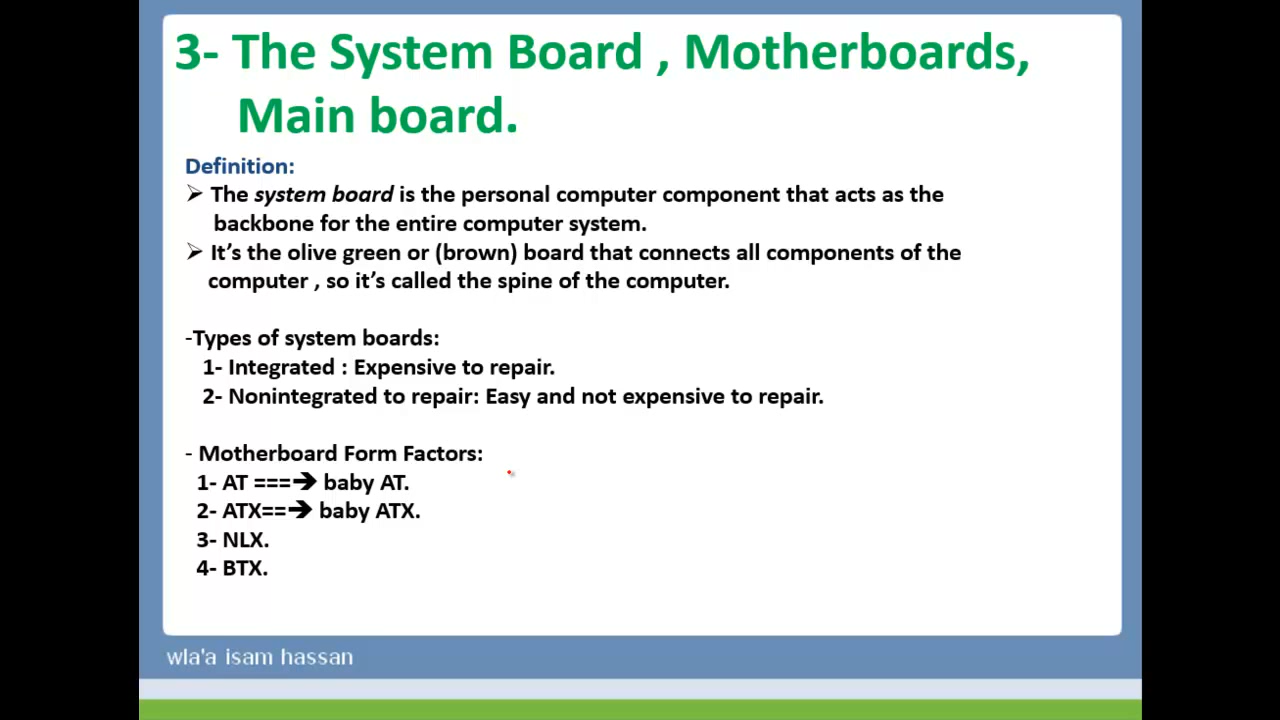 3- The System Board , Motherboards,
Main board.
Definition:
➢ The system board is the personal computer component that acts as the
backbone for the entire computer system.
➢ It’s the olive green or (brown) board that connects all components of the
computer , so it’s called the spine of the computer.
-Types of system boards:
1- Integrated : Expensive to repair.
2- Nonintegrated to repair: Easy and not expensive to repair.
- Motherboard Form Factors:
1- AT ===➔ baby AT.
2- ATX==➔ baby ATX.
3- NLX.
4- BTX.
wla'a isam hassan